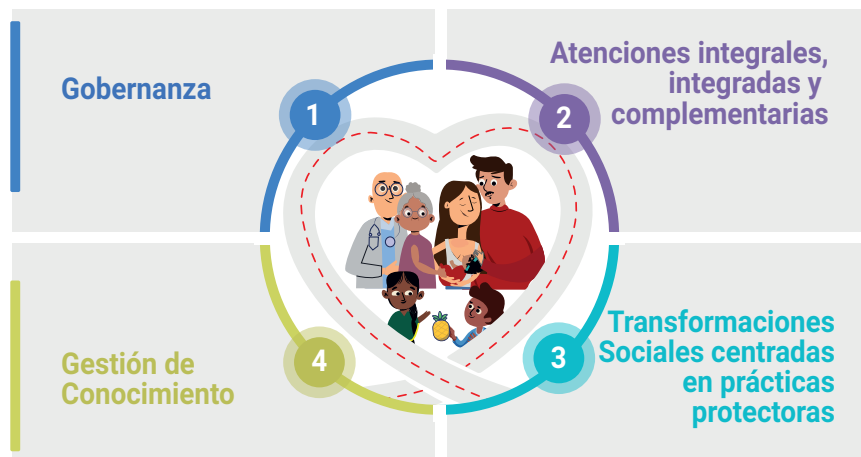 Gobernanza
1
Atenciones integrales,
integradas y
complementarias
2
Transformaciones
Sociales centradas
en prácticas
protectoras
3
Gestión de
Conocimiento
4